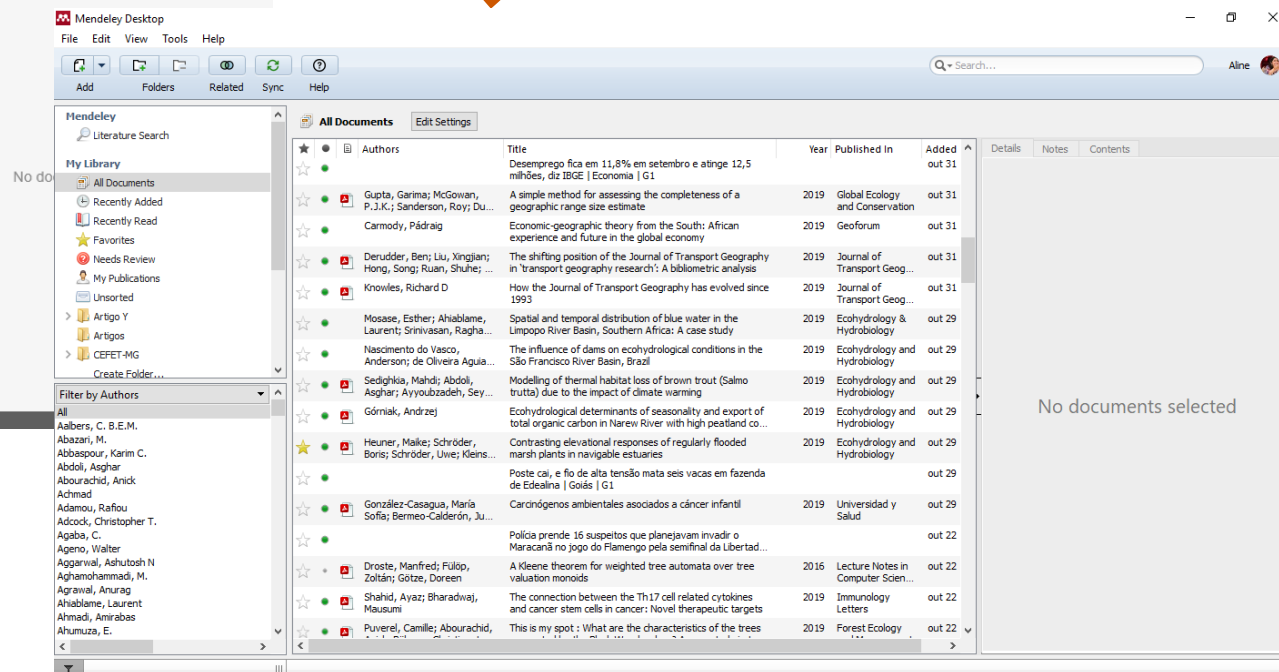 Mendeley Desktop
File Edit View Tools Help
Search...
Aline
Add Folders Related Sync Help
No do
Mendeley
Literature Search
My Library
All Documents
Recently Added
Recently Read
Favorites
Needs Review
My Publications
Unsorted
Artigo Y
Artigos
CEFET-MG
Create Folder...
Filter by Authors
All
Aalbers, C. B.E.M.
Abazari, M.
Abbaspour, Karim C.
Abdoli, Asghar
Abourachid, Anick
Achmad
Adamou, Rafiou
Adcock, Christopher T.
Agaba, C.
Ageno, Walter
Aggarwal, Ashutosh N
Aghamohammadi, M.
Agrawal, Anurag
Ahiablame, Laurent
Ahmadi, Amirabas
Ahumuza, E.
All Documents Edit Settings
Authors Title Year Published In Added
Desemprego fica em 11,8% em setembro e atinge 12,5 out 31
milhões, diz IBGE | Economia | G1
Gupta, Garima; McGowan, A simple method for assessing the completeness of a 2019 Global Ecology out 31
P.J.K.; Sanderson, Roy; Du... geographic range size estimate and Conservation
Carmody, Pádraig Economic-geographic theory from the South: African 2019 Geoforum out 31
experience and future in the global economy
Derudder, Ben; Liu, Xingjian; The shifting position of the Journal of Transport Geography 2019 Journal of out 31
Hong, Song; Ruan, Shuhe; ... in 'transport geography research': A bibliometric analysis Transport Geog...
Knowles, Richard D How the Journal of Transport Geography has evolved since 2019 Journal of out 31
1993 Transport Geog...
Mosase, Esther; Ahiablame, Spatial and temporal distribution of blue water in the 2019 Ecohydrology & out 29
Laurent; Srinivasan, Ragha... Limpopo River Basin, Southern Africa: A case study Hydrobiology
Nascimento do Vasco, The influence of dams on ecohydrological conditions in the 2019 Ecohydrology and out 29
Anderson; de Oliveira Aguia... São Francisco River Basin, Brazil Hydrobiology
Sedighkia, Mahdi; Abdoli, Modelling of thermal habitat loss of brown trout (Salmo 2019 Ecohydrology and out 29
Asghar; Ayyoubzadeh, Sey... trutta) due to the impact of climate warming Hydrobiology
Górniak, Andrzej Ecohydrological determinants of seasonality and export of 2019 Ecohydrology and out 29
total organic carbon in Narew River with high peatland co... Hydrobiology
Heuner, Maike; Schröder, Contrasting elevational responses of regularly flooded 2019 Ecohydrology and out 29
Boris; Schröder, Uwe; Kleins... marsh plants in navigable estuaries Hydrobiology
Poste cai, e fio de alta tensão mata seis vacas em fazenda out 29
de Edealina | Goiás | G1
González-Casagua, María Carcinógenos ambientales asociados a cáncer infantil 2019 Universidad y out 29
Sofía; Bermeo-Calderón, Ju... Salud
Polícia prende 16 suspeitos que planejavam invadir o out 22
Maracanã no jogo do Flamengo pela semifinal da Libertad...
Droste, Manfred; Fülöp, A Kleene theorem for weighted tree automata over tree 2016 Lecture Notes in out 22
Zoltán; Götze, Doreen valuation monoids Computer Scien...
Shahid, Ayaz; Bharadwaj, The connection between the Th17 cell related cytokines 2019 Immunology out 22
Mausumi and cancer stem cells in cancer: Novel therapeutic targets Letters
Puverel, Camille; Abourachid, This is my spot : What are the characteristics of the trees 2019 Forest Ecology out 22
Details Notes Contents
No documents selected